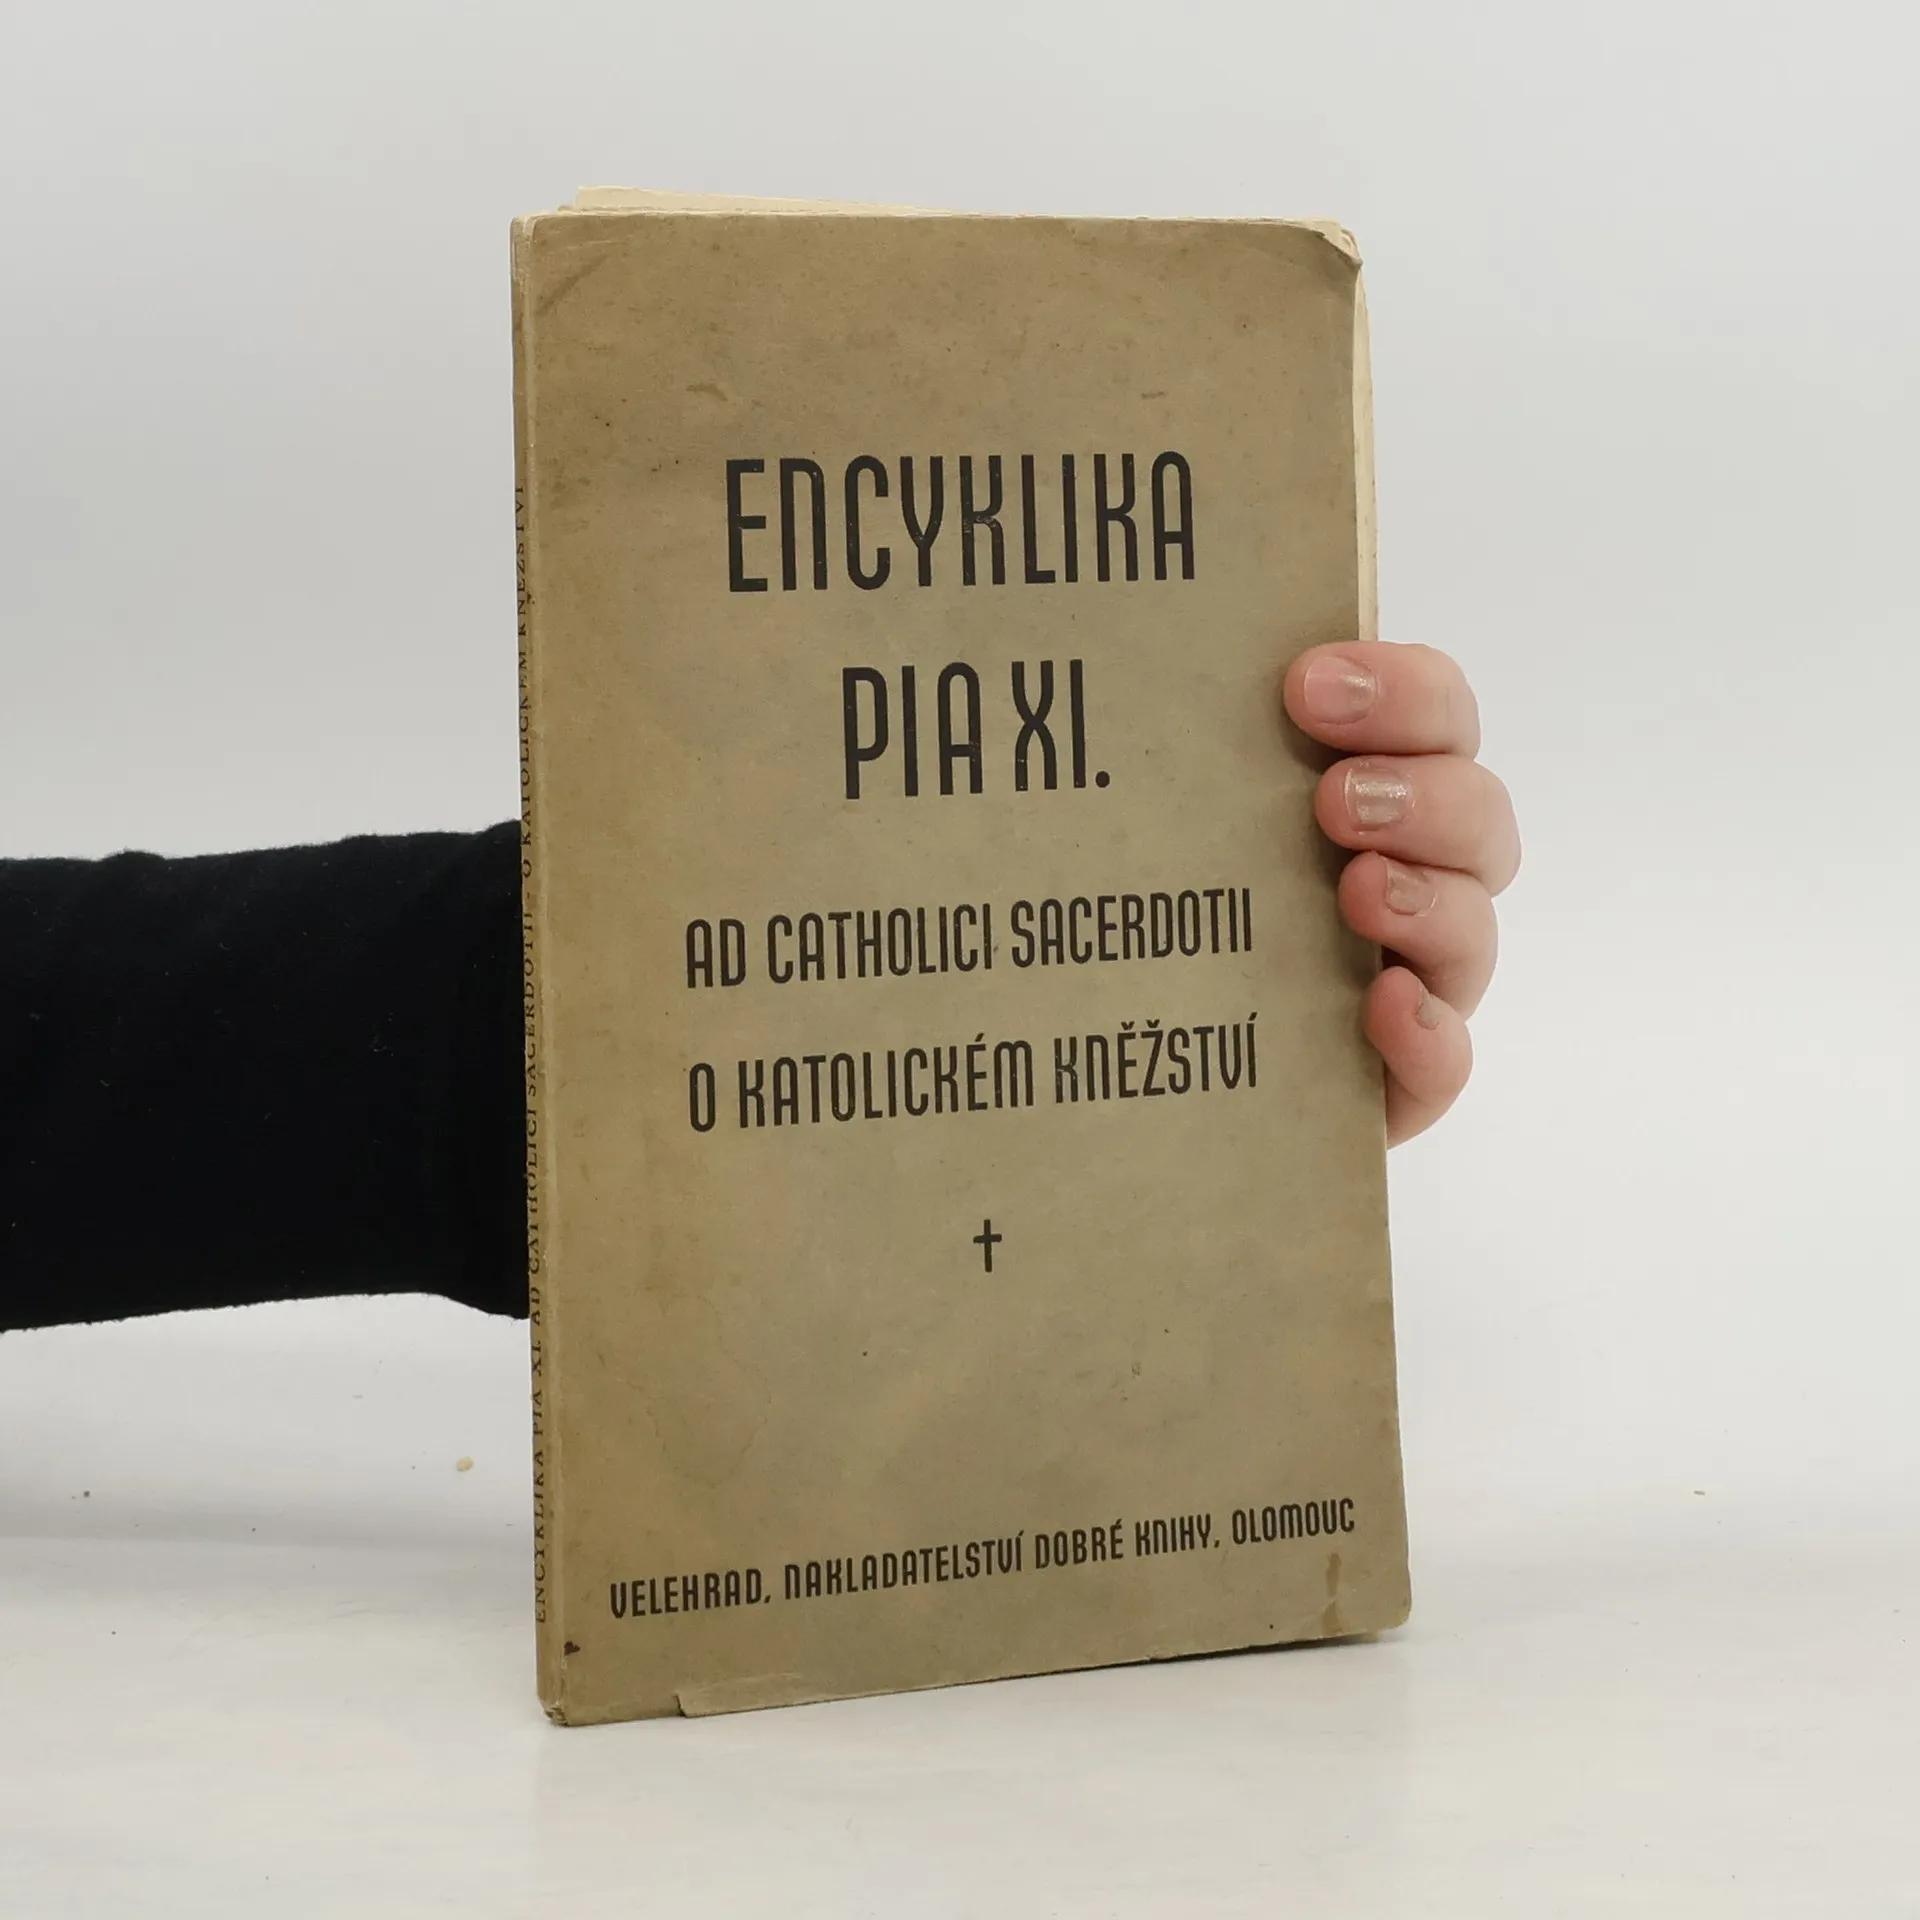 ENCYKLIKA
PIA XI.
AD CATHOLICI SACERDOTII
O KATOLICKÉM KNĚŽSTVÍ
VELEHRAD, NAKLADATELSTVÍ DOBRÉ KNIHY, OLOMOUC
ENCYKLIKA PIA XI. AD CATHOLICI SACERDOTII - O KATOLICKÉM KNĚŽSTVÍ